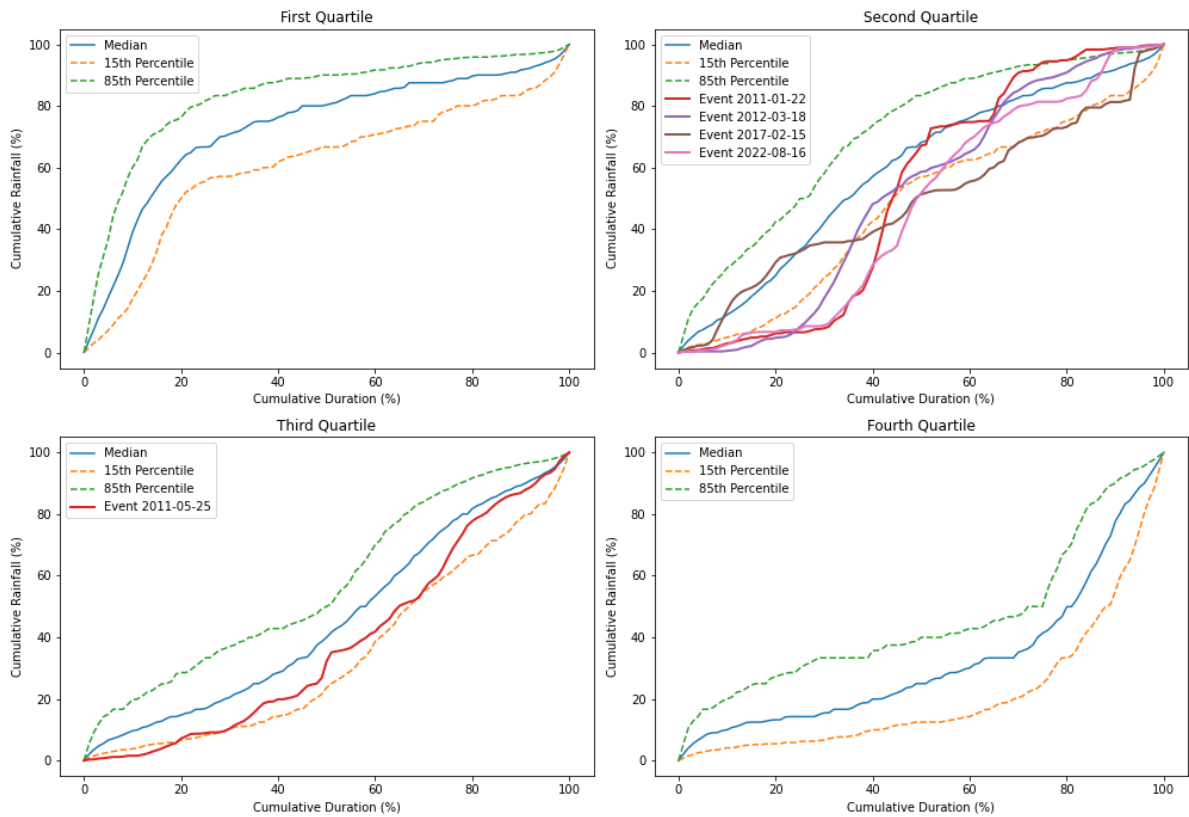 First Quartile
Median
15th Percentile
85th Percentile
100
80
60
40
20
0
Cumulative Rainfall (%)
0 20 40 60 80 100
Cumulative Duration (%)
Second Quartile
Median
15th Percentile
85th Percentile
Event 2011-01-22
Event 2012-03-18
Event 2017-02-15
Event 2022-08-16
100
80
60
40
20
0
Cumulative Rainfall (%)
0 20 40 60 80 100
Cumulative Duration (%)
Third Quartile
Median
15th Percentile
85th Percentile
Event 2011-05-25
100
80
60
40
20
0
Cumulative Rainfall (%)
0 20 40 60 80 100
Cumulative Duration (%)
Fourth Quartile
Median
15th Percentile
85th Percentile
100
80
60
40
20
0
Cumulative Rainfall (%)
0 20 40 60 80 100
Cumulative Duration (%)